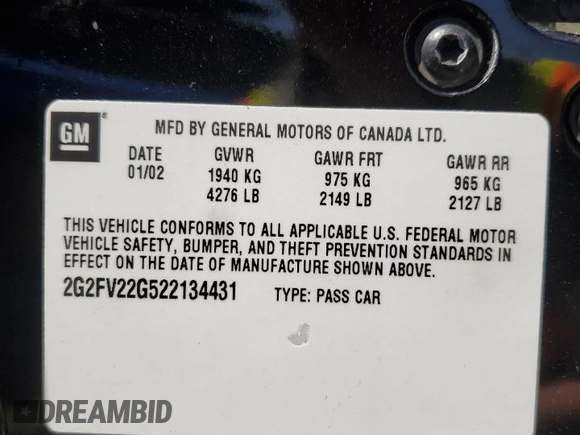 GM
MFD BY GENERAL MOTORS OF CANADA LTD.
DATE GVWR GAWR FRT GAWR RR
01/02 1940 KG 975 KG 965 KG
4276 LB 2149 LB 2127 LB
THIS VEHICLE CONFORMS TO ALL APPLICABLE U.S. FEDERAL MOTOR
VEHICLE SAFETY, BUMPER, AND THEFT PREVENTION STANDARDS IN
EFFECT ON THE DATE OF MANUFACTURE SHOWN ABOVE.
2G2FV22G522134431 TYPE: PASS CAR
DREAMBID